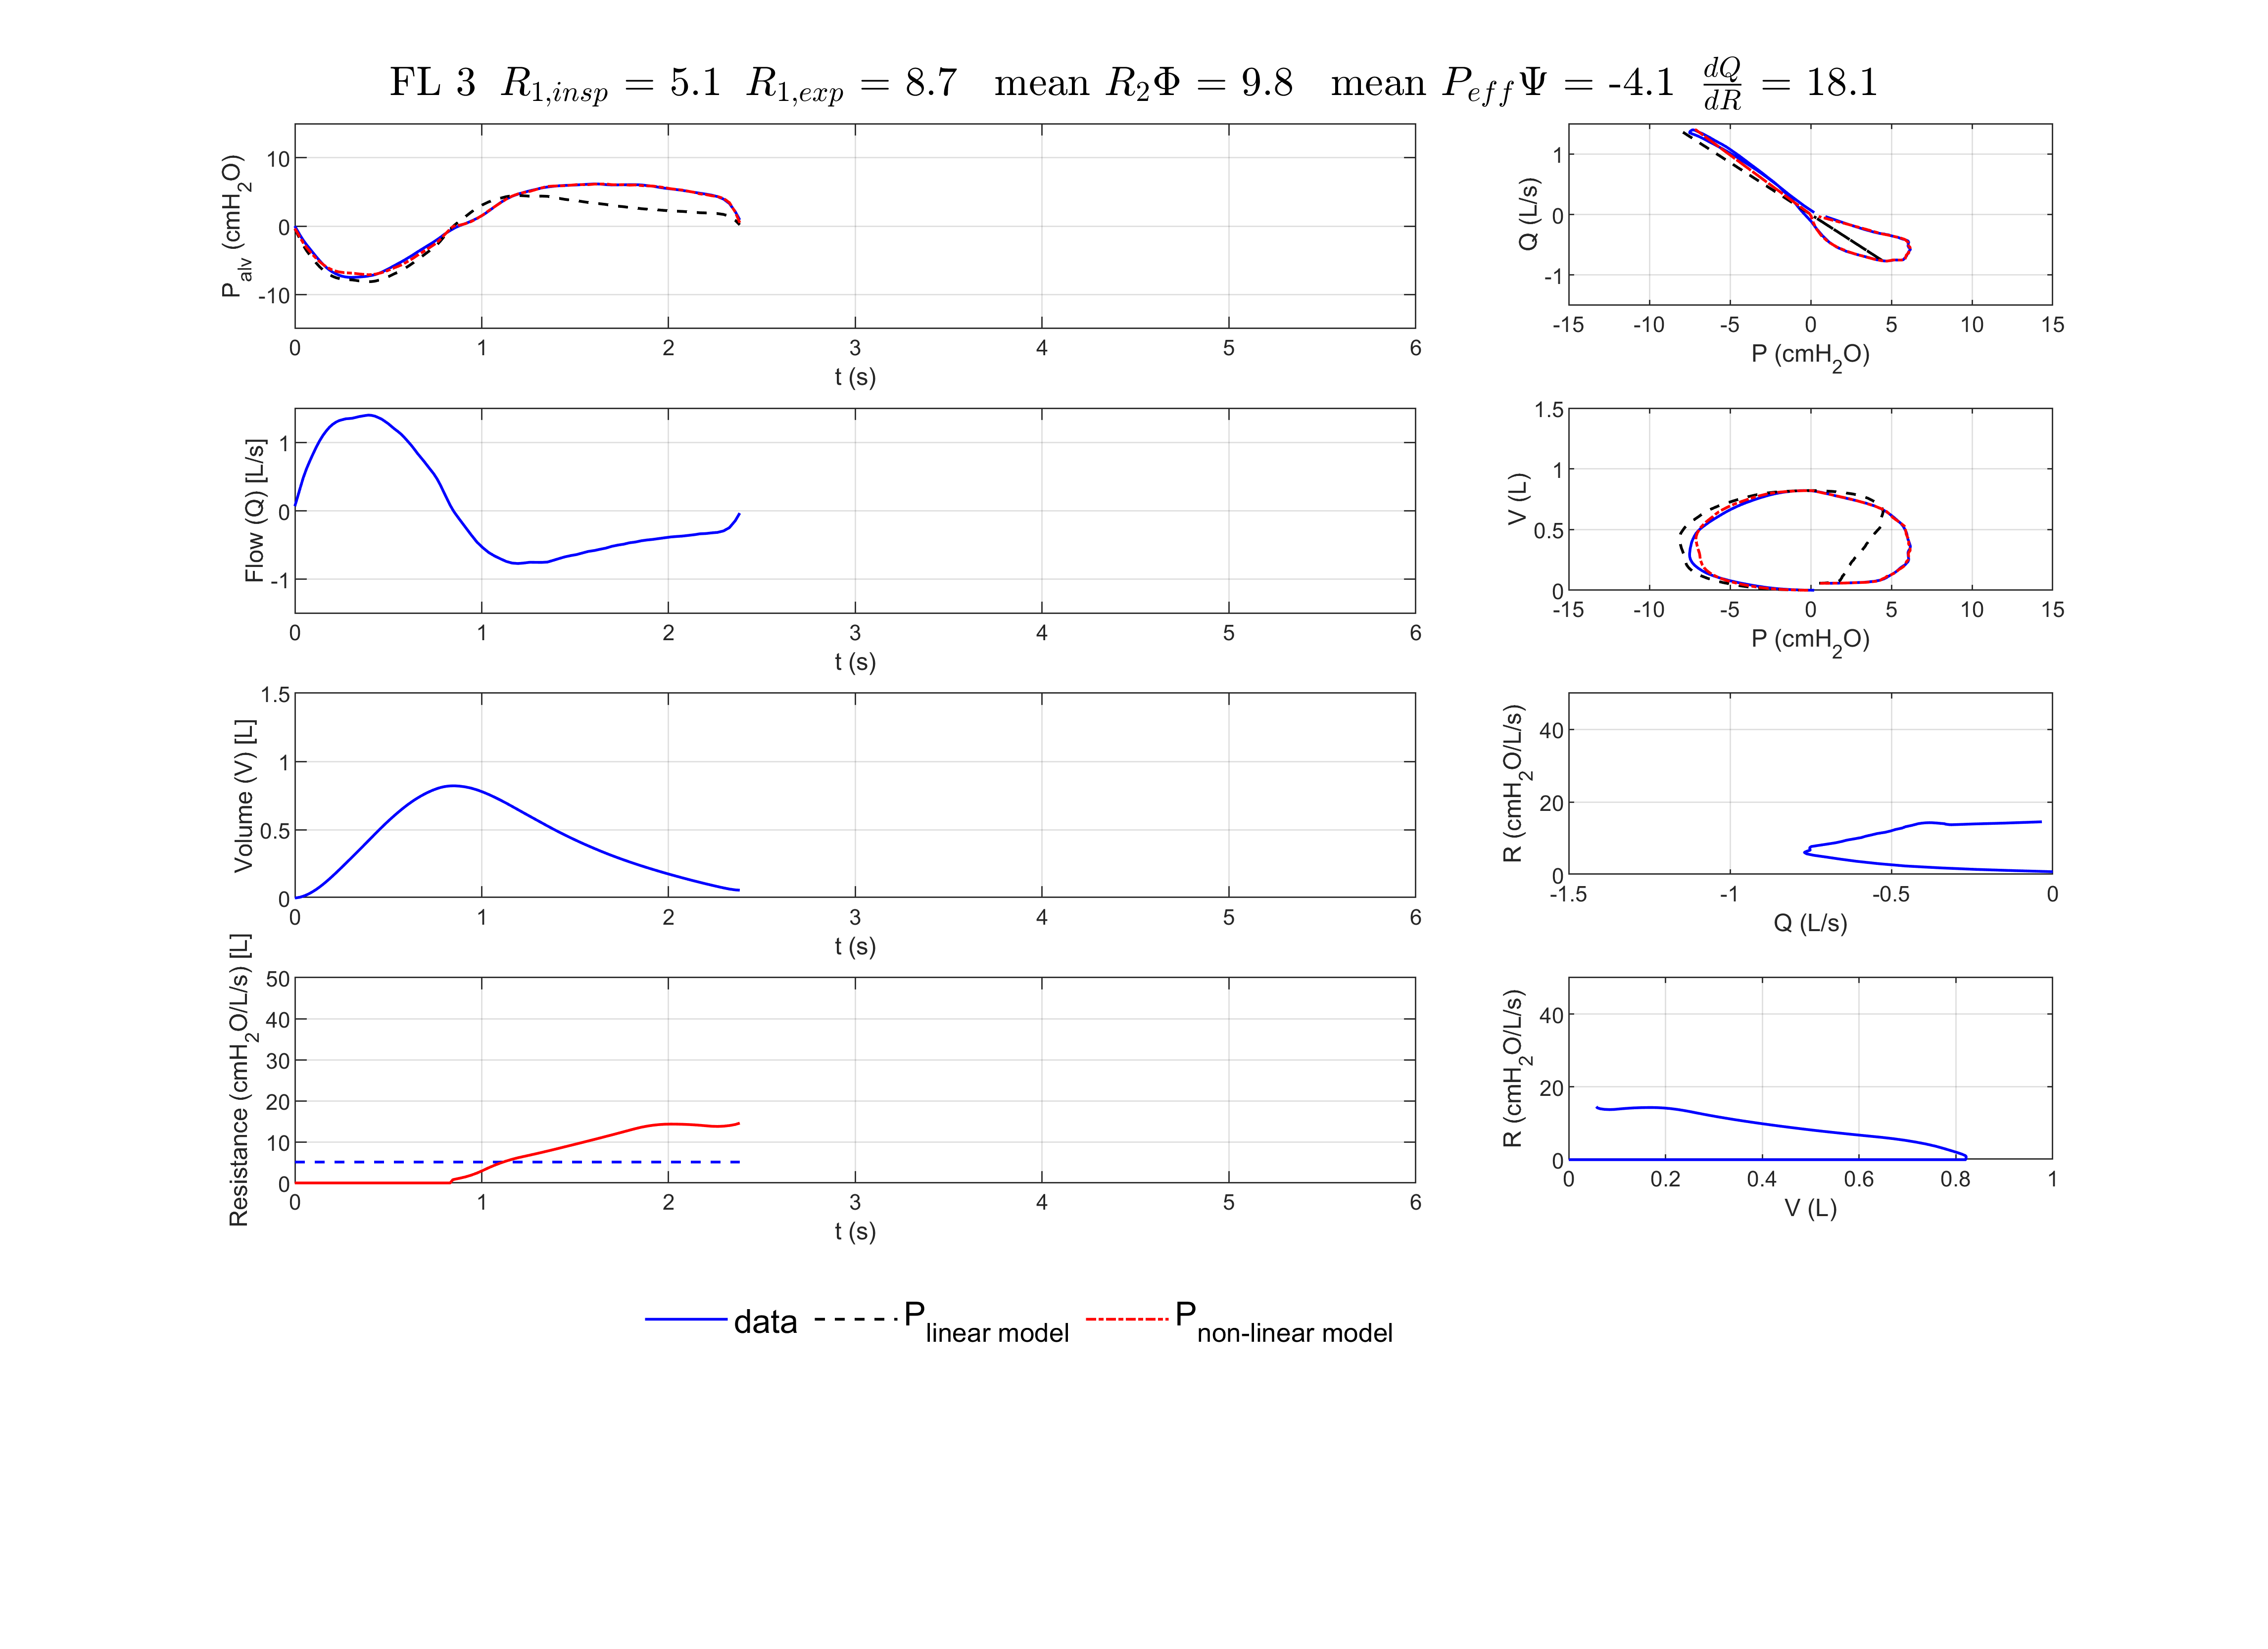 FL 3 R1,insp = 5.1 R1,exp = 8.7 mean R2Φ = 9.8 mean PeffΨ = -4.1 dQ/dR = 18.1
Palv (cmH2O)
10
0
-10
0 1 2 3 4 5 6
t (s)
Q (L/s)
1
0
-1
-15 -10 -5 0 5 10 15
P (cmH2O)
Flow (Q) [L/s]
1
0
-1
0 1 2 3 4 5 6
t (s)
V (L)
1.5
1
0.5
0
-15 -10 -5 0 5 10 15
P (cmH2O)
Volume (V) [L]
1.5
1
0.5
0
0 1 2 3 4 5 6
t (s)
R (cmH2O/L/s)
40
20
0
-1.5 -1 -0.5 0
Q (L/s)
Resistance (cmH2O/L/s) [L]
50
40
30
20
10
0
0 1 2 3 4 5 6
t (s)
R (cmH2O/L/s)
40
20
0
0 0.2 0.4 0.6 0.8 1
V (L)
data Plinear model Pnon-linear model